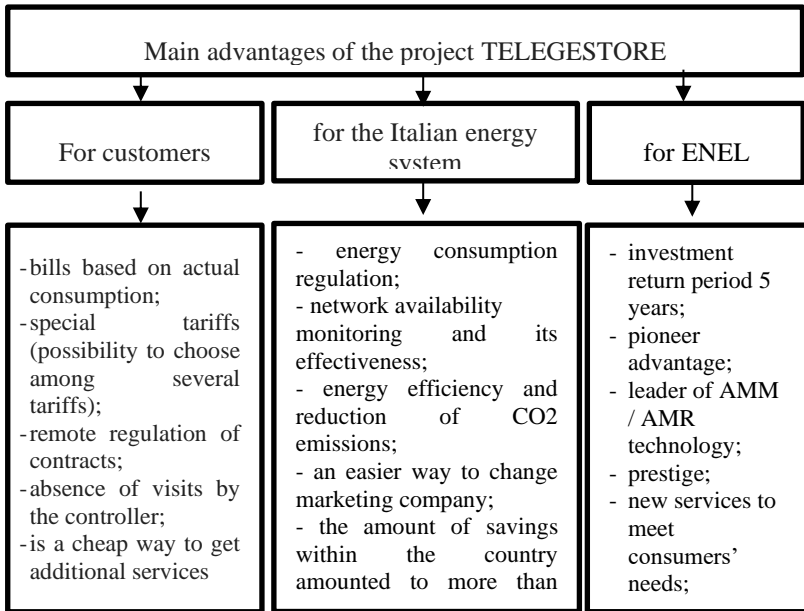 Main advantages of the project TELEGESTORE
For customers
for the Italian energy
system
for ENEL
-bills based on actual
consumption;
-special tariffs
(possibility to choose
among several
tariffs);
-remote regulation of
contracts;
-absence of visits by
the controller;
-is a cheap way to get
additional services
- energy consumption
regulation;
- network availability
monitoring and its
effectiveness;
- energy efficiency and
reduction of CO2
emissions;
- an easier way to change
marketing company;
- the amount of savings
within the country
amounted to more than
- investment
return period 5
years;
- pioneer
advantage;
- leader of AMM
/ AMR
technology;
- prestige;
- new services to
meet
consumers’
needs;